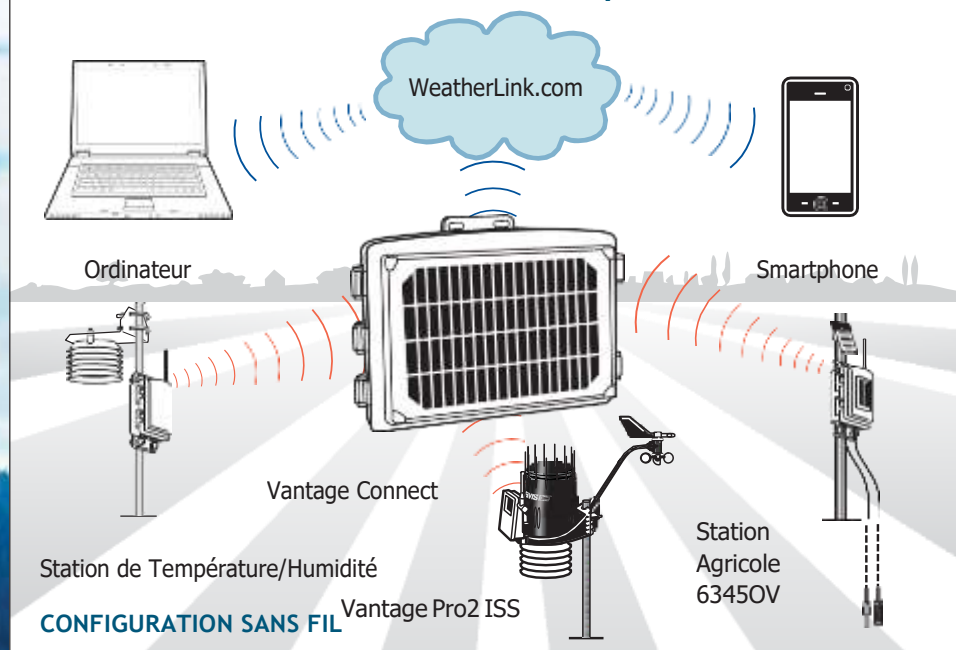 WeatherLink.com
Ordinateur
Smartphone
Vantage Connect
Station
Agricole
6345OV
Station de Température/Humidité
Vantage Pro2 ISS
CONFIGURATION SANS FIL